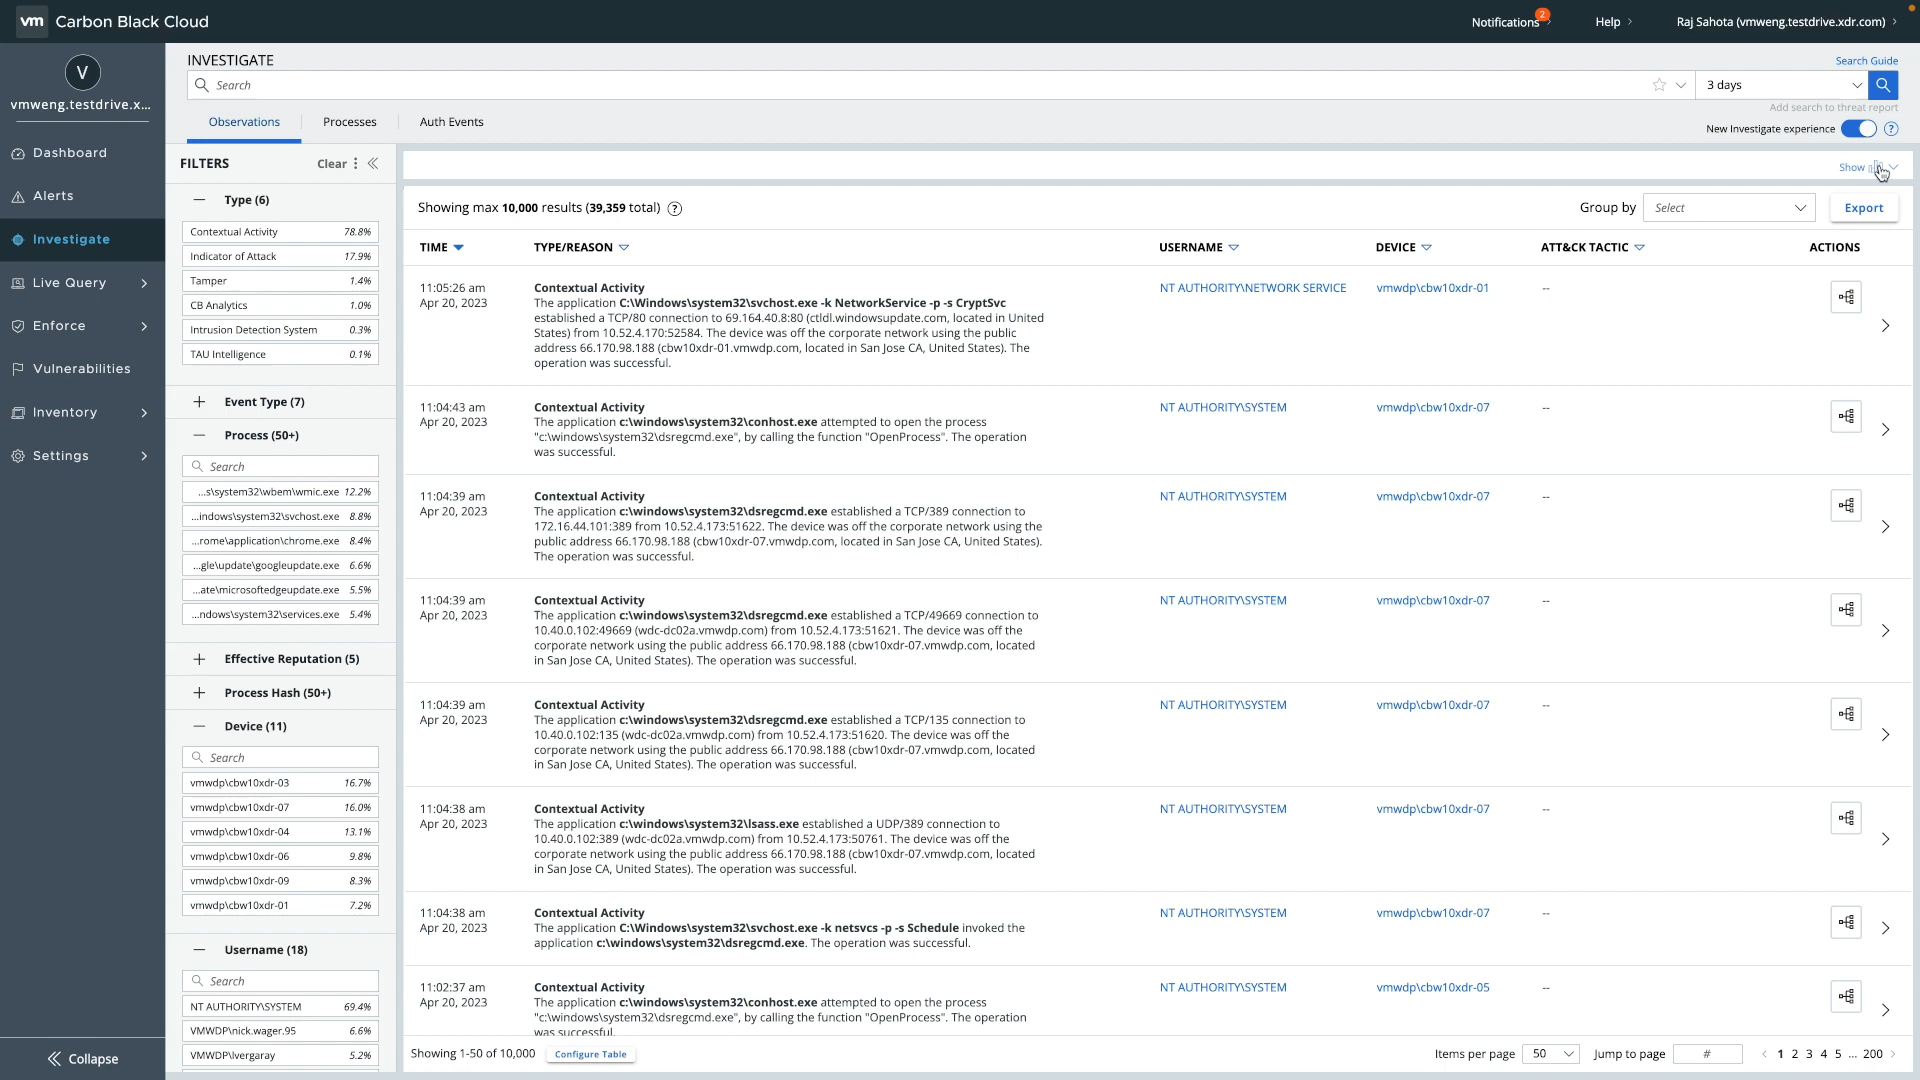 vm Carbon Black Cloud
Notifications 2
Help
Raj Sahota (vmweng.testdrive.xdr.com)
V
vmweng.testdrive.x...
Dashboard
Alerts
Investigate
Live Query
Enforce
Vulnerabilities
Inventory
Settings
Collapse
INVESTIGATE
Search Guide
Search
3 days
Add search to threat report
Observations
Processes
Auth Events
New Investigate experience
?
FILTERS
Clear
Type (6)
Contextual Activity 78.8%
Indicator of Attack 17.9%
Tamper 1.4%
CB Analytics 1.0%
Intrusion Detection System 0.3%
TAU Intelligence 0.1%
Event Type (7)
Process (50+)
Search
...s\system32\wbem\wmic.exe 12.2%
...indows\system32\svchost.exe 8.8%
...rome\application\chrome.exe 8.4%
...gle\update\googleupdate.exe 6.6%
...ate\microsoftedgeupdate.exe 5.5%
...ndows\system32\services.exe 5.4%
Effective Reputation (5)
Process Hash (50+)
Device (11)
Search
vmwdp\cbw10xdr-03 16.7%
vmwdp\cbw10xdr-07 16.0%
vmwdp\cbw10xdr-04 13.1%
vmwdp\cbw10xdr-06 9.8%
vmwdp\cbw10xdr-09 8.3%
vmwdp\cbw10xdr-01 7.2%
Username (18)
Search
NT AUTHORITY\SYSTEM 69.4%
VMWDP\nick.wager.95 6.6%
VMWDP\lvergaray 5.2%
Show
Showing max 10,000 results (39,359 total) ?
Group by Select
Export
TIME TYPE/REASON USERNAME DEVICE ATT&CK TACTIC ACTIONS
11:05:26 am
Apr 20, 2023
Contextual Activity
The application C:\Windows\system32\svchost.exe -k NetworkService -p -s CryptSvc
established a TCP/80 connection to 69.164.40.8:80 (ctldl.windowsupdate.com, located in United
States) from 10.52.4.170:52584. The device was off the corporate network using the public
address 66.170.98.188 (cbw10xdr-01.vmwdp.com, located in San Jose CA, United States). The
operation was successful.
NT AUTHORITY\NETWORK SERVICE
vmwdp\cbw10xdr-01
--
11:04:43 am
Apr 20, 2023
Contextual Activity
The application c:\windows\system32\conhost.exe attempted to open the process
"c:\windows\system32\dsregcmd.exe", by calling the function "OpenProcess". The operation
was successful.
NT AUTHORITY\SYSTEM
vmwdp\cbw10xdr-07
--
11:04:39 am
Apr 20, 2023
Contextual Activity
The application c:\windows\system32\dsregcmd.exe established a TCP/389 connection to
172.16.44.101:389 from 10.52.4.173:51622. The device was off the corporate network using the
public address 66.170.98.188 (cbw10xdr-07.vmwdp.com, located in San Jose CA, United States).
The operation was successful.
NT AUTHORITY\SYSTEM
vmwdp\cbw10xdr-07
--
11:04:39 am
Apr 20, 2023
Contextual Activity
The application c:\windows\system32\dsregcmd.exe established a TCP/49669 connection to
10.40.0.102:49669 (wdc-dc02a.vmwdp.com) from 10.52.4.173:51621. The device was off the
corporate network using the public address 66.170.98.188 (cbw10xdr-07.vmwdp.com, located
in San Jose CA, United States). The operation was successful.
NT AUTHORITY\SYSTEM
vmwdp\cbw10xdr-07
--
11:04:39 am
Apr 20, 2023
Contextual Activity
The application c:\windows\system32\dsregcmd.exe established a TCP/135 connection to
10.40.0.102:135 (wdc-dc02a.vmwdp.com) from 10.52.4.173:51620. The device was off the
corporate network using the public address 66.170.98.188 (cbw10xdr-07.vmwdp.com, located
in San Jose CA, United States). The operation was successful.
NT AUTHORITY\SYSTEM
vmwdp\cbw10xdr-07
--
11:04:38 am
Apr 20, 2023
Contextual Activity
The application c:\windows\system32\lsass.exe established a UDP/389 connection to
10.40.0.102:389 (wdc-dc02a.vmwdp.com) from 10.52.4.173:50761. The device was off the
corporate network using the public address 66.170.98.188 (cbw10xdr-07.vmwdp.com, located
in San Jose CA, United States). The operation was successful.
NT AUTHORITY\SYSTEM
vmwdp\cbw10xdr-07
--
11:04:38 am
Apr 20, 2023
Contextual Activity
The application C:\Windows\system32\svchost.exe -k netsvcs -p -s Schedule invoked the
application c:\windows\system32\dsregcmd.exe. The operation was successful.
NT AUTHORITY\SYSTEM
vmwdp\cbw10xdr-07
--
11:02:37 am
Apr 20, 2023
Contextual Activity
The application c:\windows\system32\conhost.exe attempted to open the process
"c:\windows\system32\dsregcmd.exe", by calling the function "OpenProcess". The operation
was successful.
NT AUTHORITY\SYSTEM
vmwdp\cbw10xdr-05
--
Showing 1-50 of 10,000 Configure Table
Items per page 50
Jump to page #
1 2 3 4 5 ... 200